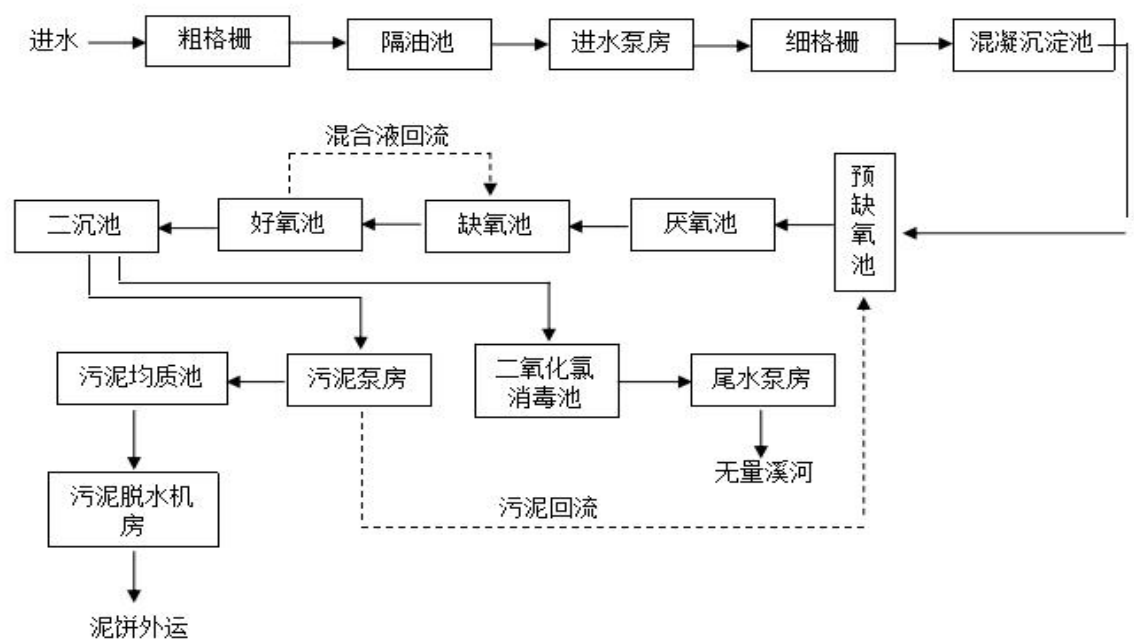 进水
粗格栅
隔油池
进水泵房
细格栅
混凝沉淀池
混合液回流
二沉池
好氧池
缺氧池
厌氧池
预
缺
氧
池
污泥均质池
污泥泵房
二氧化氯
消毒池
尾水泵房
无量溪河
污泥脱水机
房
污泥回流
泥饼外运